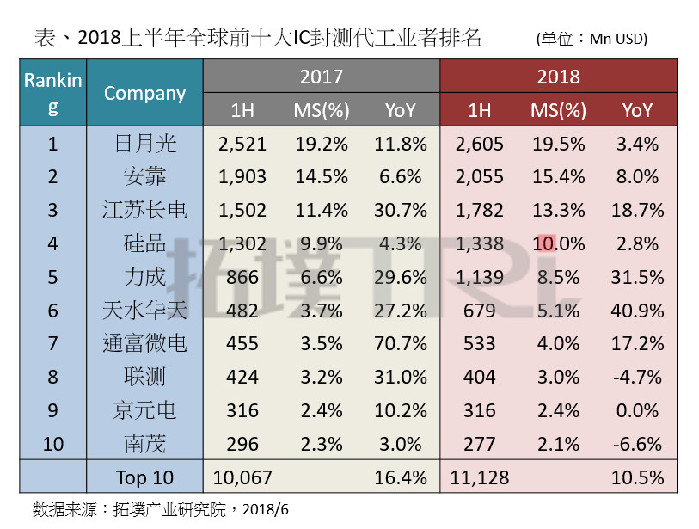 表、2018上半年全球前十大IC封测代工业者排名 (单位：Mn USD)
Ranking Company 2017 2018
1H MS(%) YoY 1H MS(%) YoY
1 日月光 2,521 19.2% 11.8% 2,605 19.5% 3.4%
2 安靠 1,903 14.5% 6.6% 2,055 15.4% 8.0%
3 江苏长电 1,502 11.4% 30.7% 1,782 13.3% 18.7%
4 硅品 1,302 9.9% 4.3% 1,338 10.0% 2.8%
5 力成 866 6.6% 29.6% 1,139 8.5% 31.5%
6 天水华天 482 3.7% 27.2% 679 5.1% 40.9%
7 通富微电 455 3.5% 70.7% 533 4.0% 17.2%
8 联测 424 3.2% 31.0% 404 3.0% -4.7%
9 京元电 316 2.4% 10.2% 316 2.4% 0.0%
10 南茂 296 2.3% 3.0% 277 2.1% -6.6%
Top 10 10,067 16.4% 11,128 10.5%
拓墣TRi
数据来源：拓墣产业研究院，2018/6